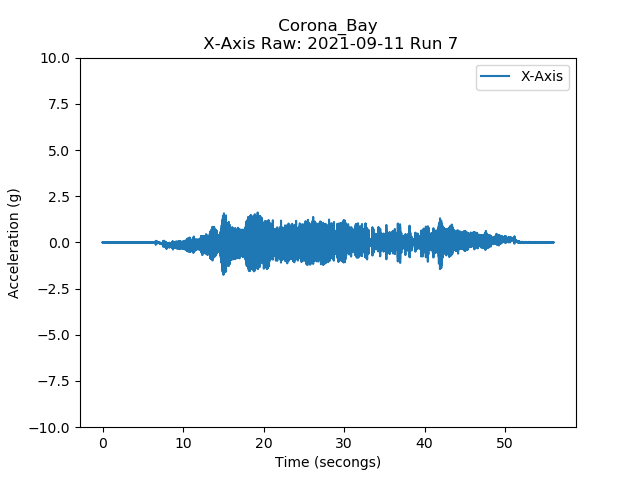 Corona_Bay
X-Axis Raw: 2021-09-11 Run 7
X-Axis
10.0
7.5
5.0
2.5
0.0
−2.5
−5.0
−7.5
−10.0
Acceleration (g)
0 10 20 30 40 50
Time (secongs)